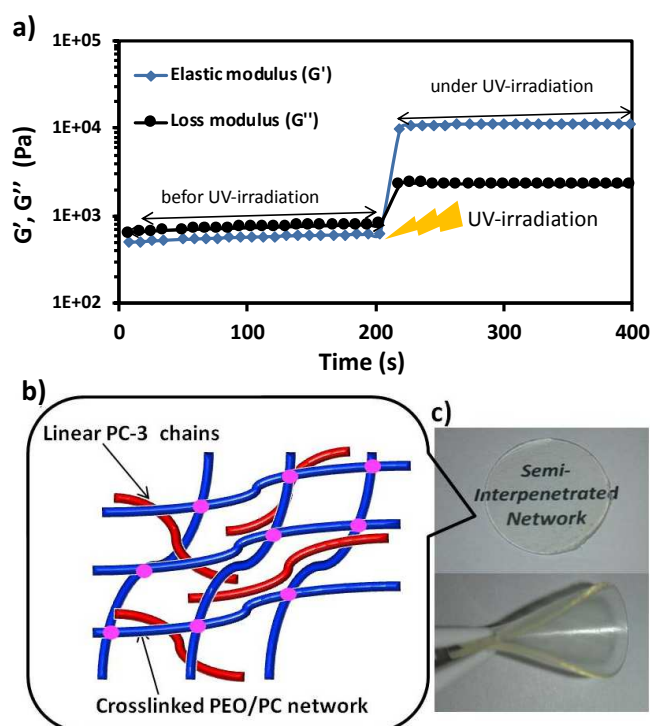 a)
1E+05
1E+04
1E+03
1E+02
G', G'' (Pa)
Elastic modulus (G')
Loss modulus (G'')
under UV-irradiation
befor UV-irradiation
UV-irradiation
0
100
200
300
400
Time (s)
b)
Linear PC-3 chains
Crosslinked PEO/PC network
c)
Semi-
Interpenetrated
Network